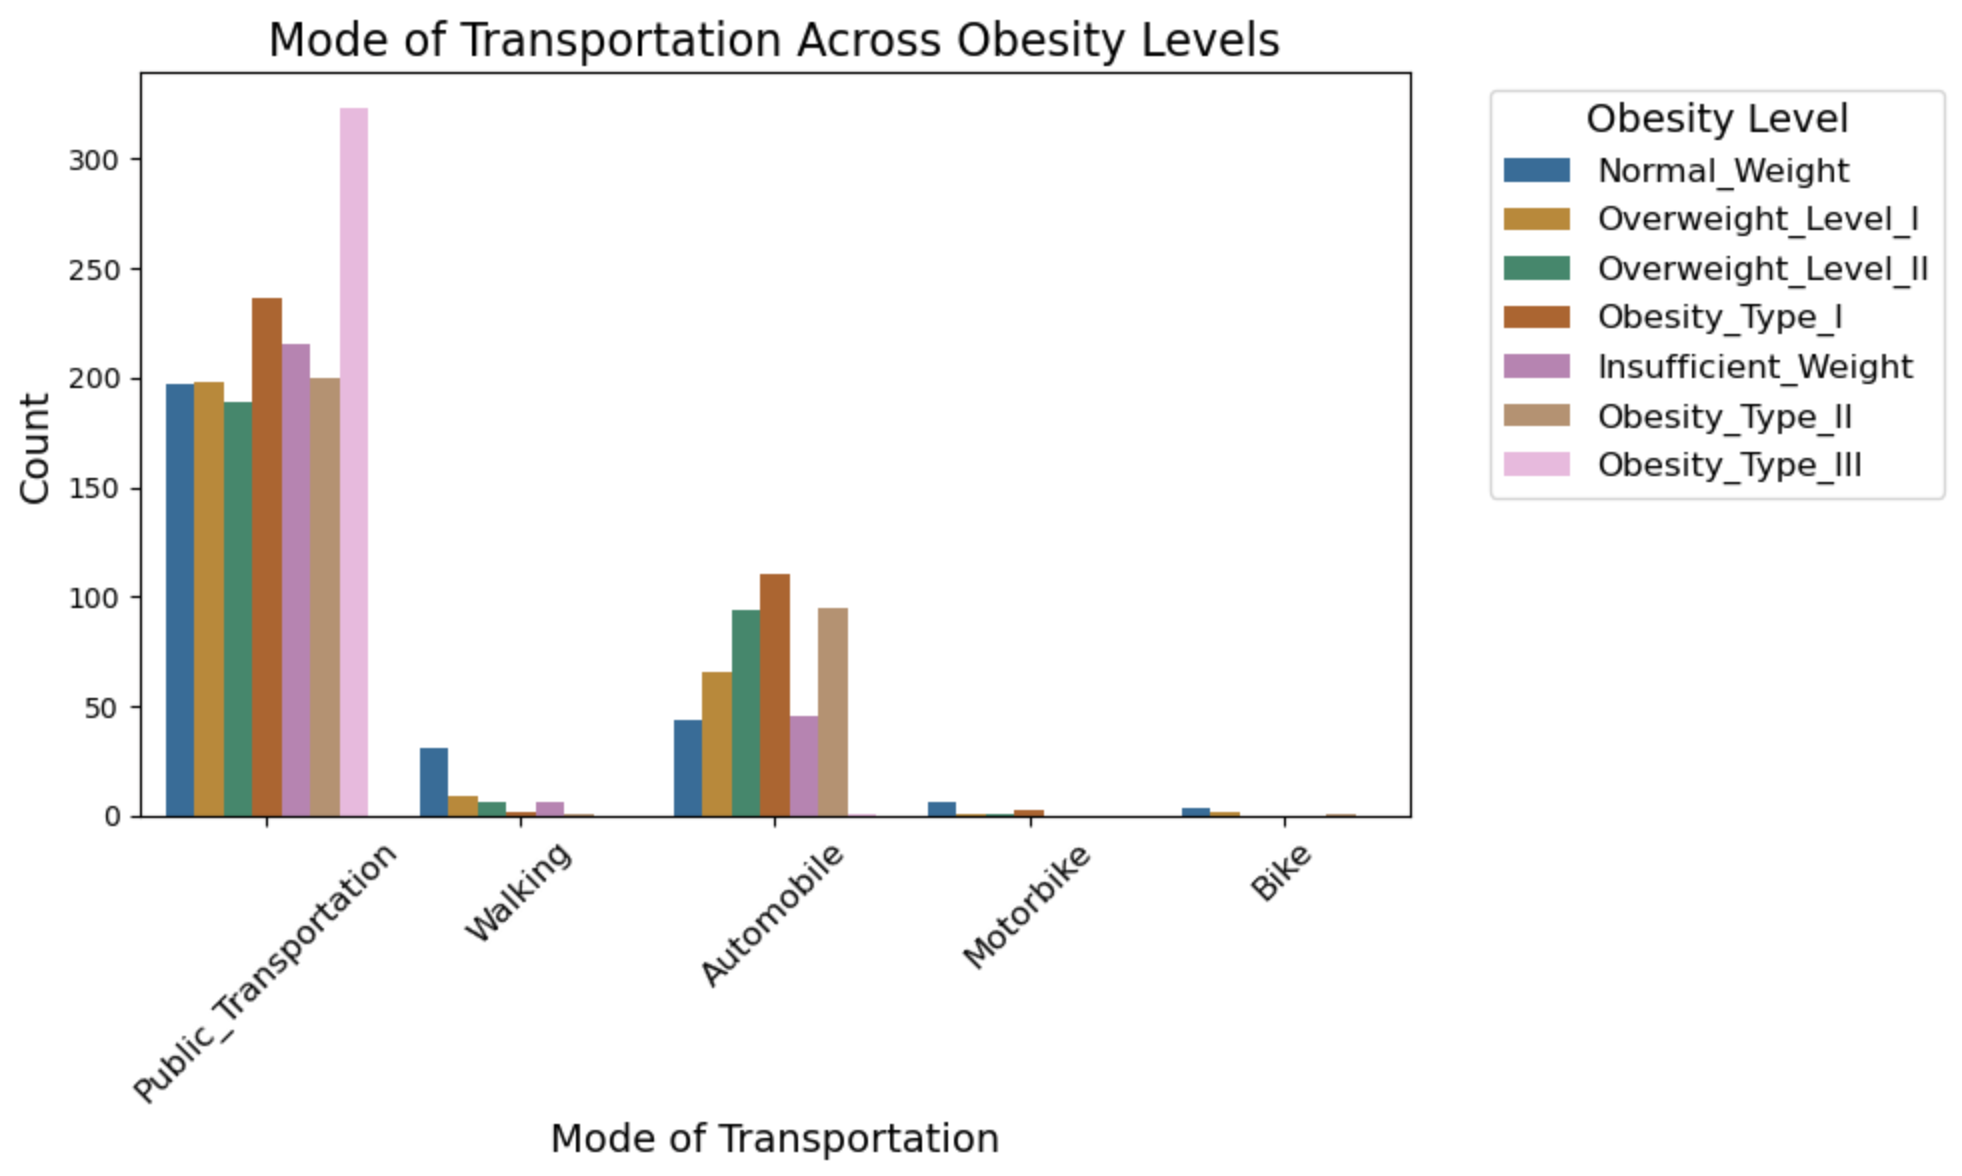 Mode of Transportation Across Obesity Levels
Count
300
250
200
150
100
50
0
Public_Transportation
Walking
Automobile
Motorbike
Bike
Mode of Transportation
Obesity Level
Normal_Weight
Overweight_Level_I
Overweight_Level_II
Obesity_Type_I
Insufficient_Weight
Obesity_Type_II
Obesity_Type_III